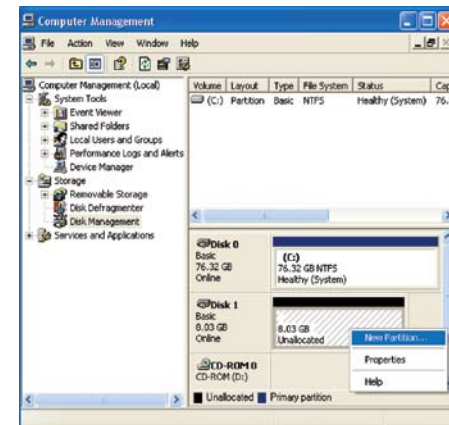 Computer Management
File Action View Window Help
Computer Management (Local)
System Tools
Event Viewer
Shared Folders
Local Users and Groups
Performance Logs and Alerts
Device Manager
Storage
Removable Storage
Disk Defragmenter
Disk Management
Services and Applications
Volume Layout Type File System Status Cap
(C:) Partition Basic NTFS Healthy (System) 76.
Disk 0
Basic
76.32 GB
Online
(C:)
76.32 GB NTFS
Healthy (System)
Disk 1
Basic
8.03 GB
Online
8.03 GB
Unallocated
New Partition...
Properties
Help
CD-ROM 0
CD-ROM (D:)
Unallocated Primary partition